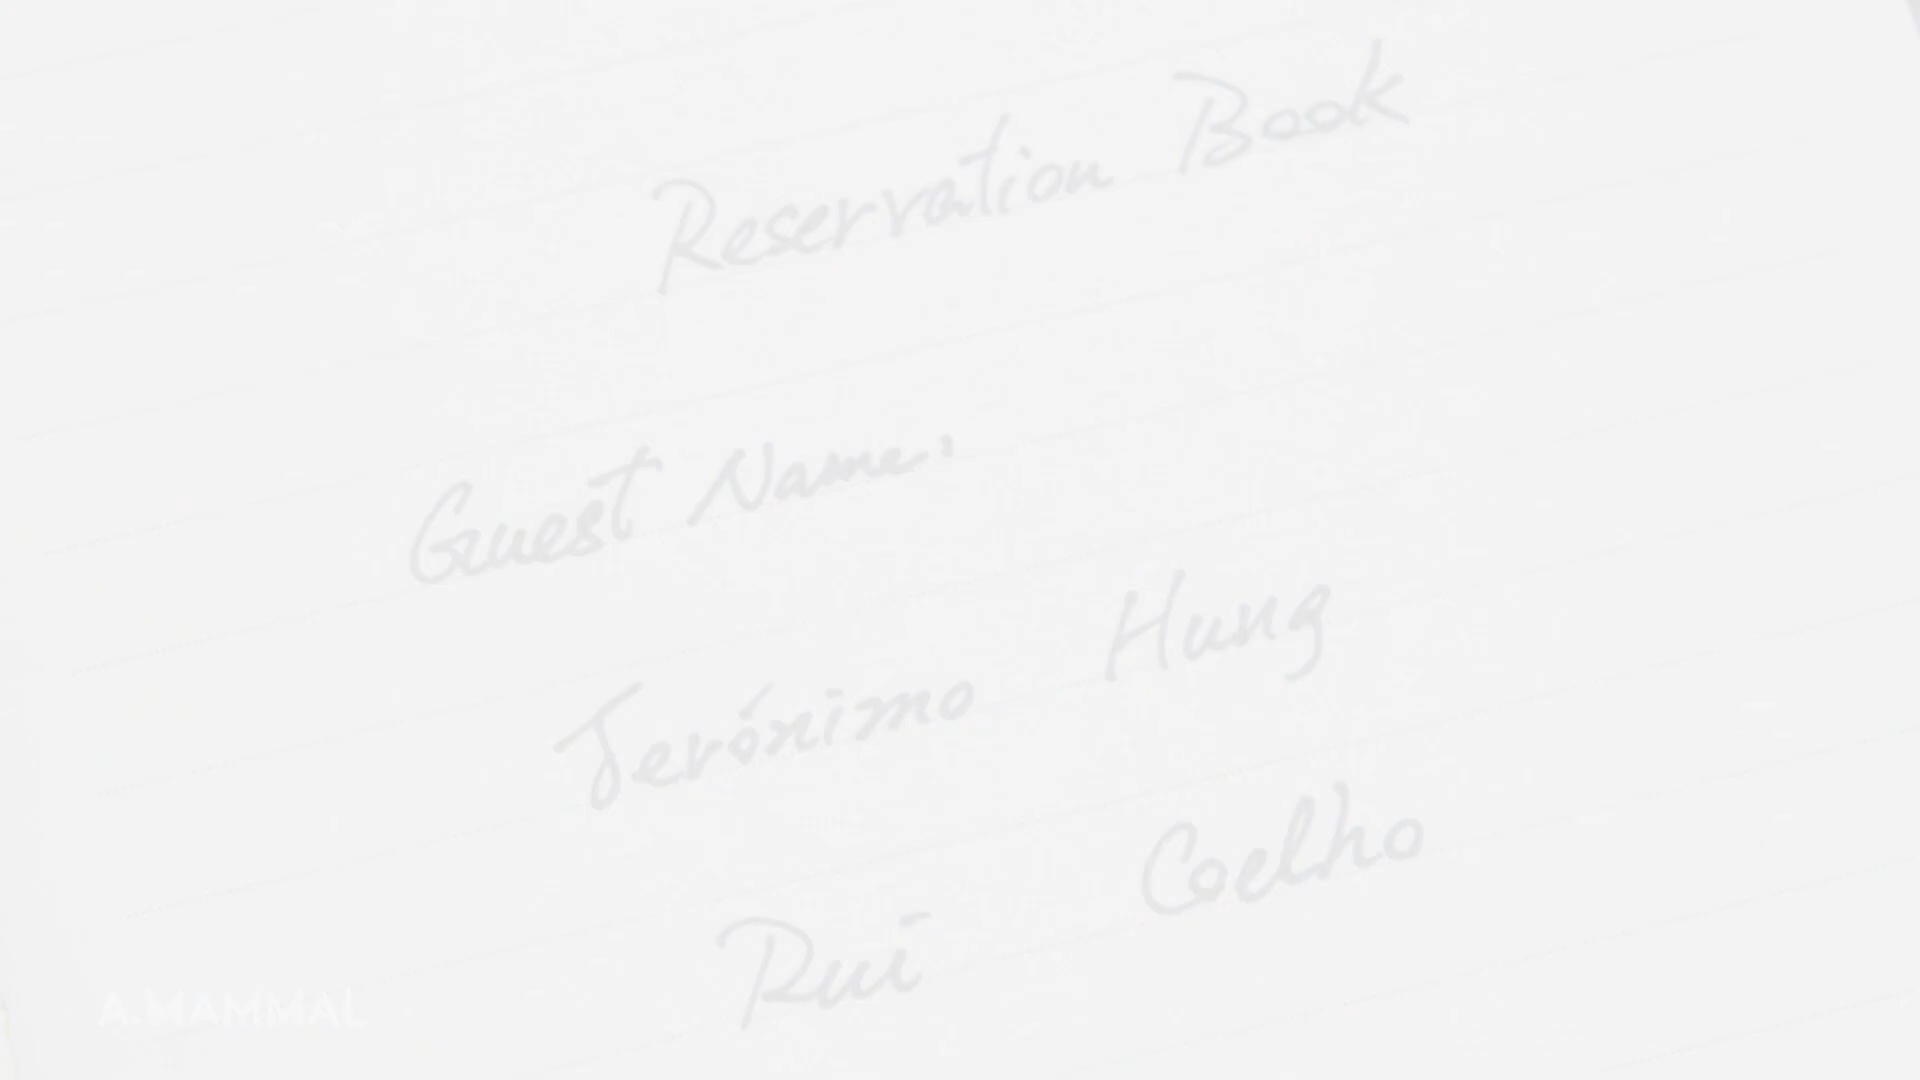 Reservation Book
Guest Name:
Jerónimo Hung
Rui Coelho
A.MAMMAL